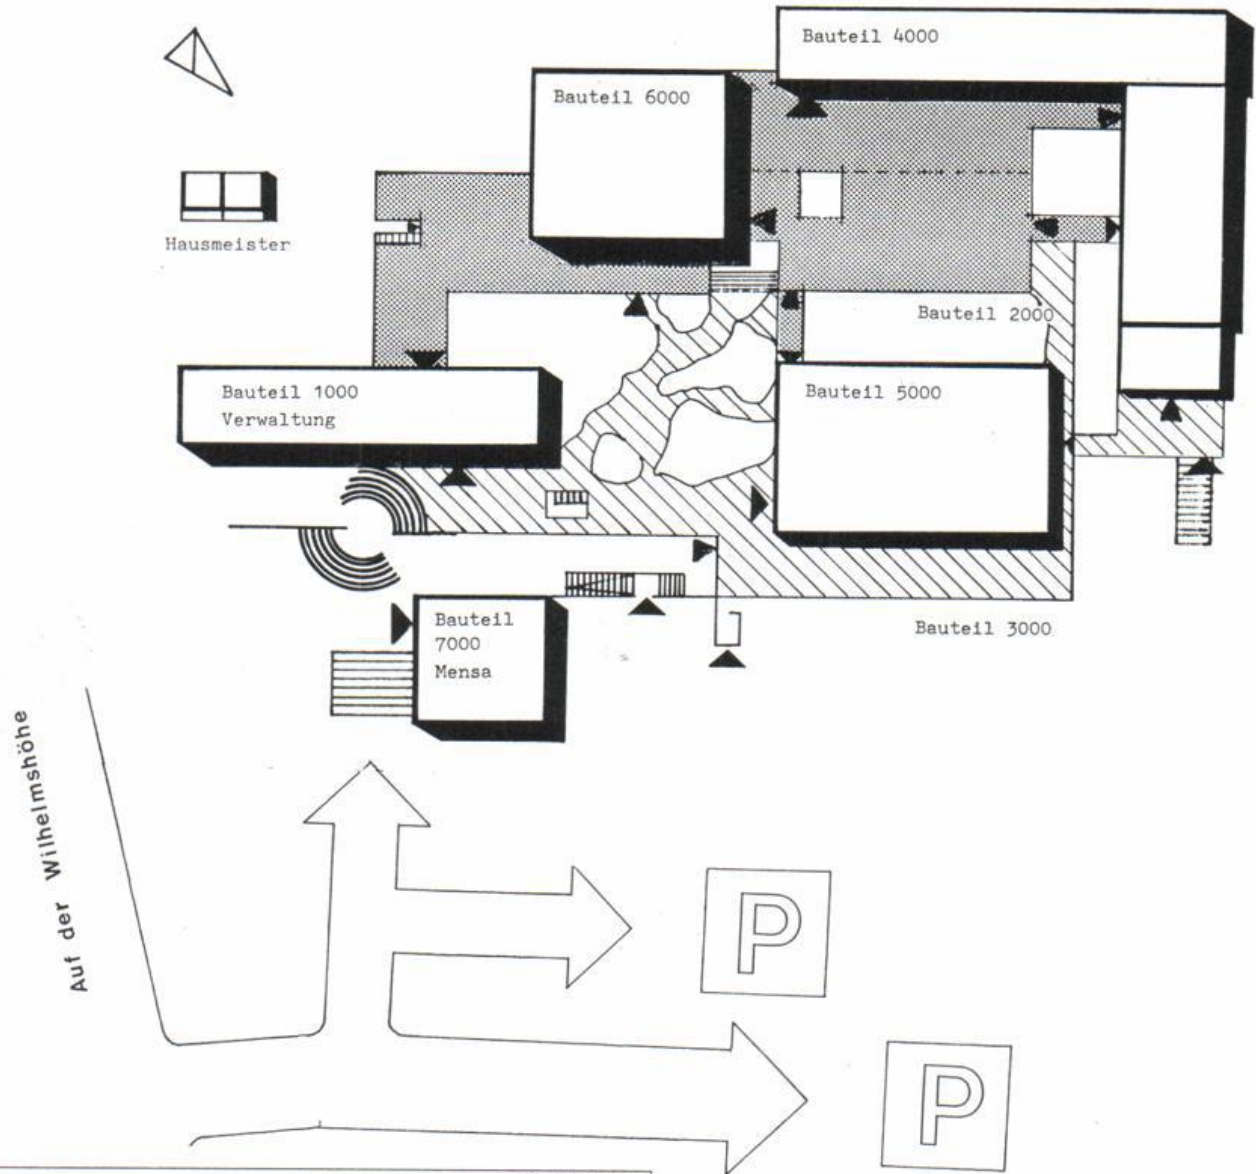 Bauteil 4000
Bauteil 6000
Hausmeister
Bauteil 2000
Bauteil 1000
Verwaltung
Bauteil 5000
Bauteil
7000
Mensa
Bauteil 3000
Auf der Wilhelmshöhe
P
P